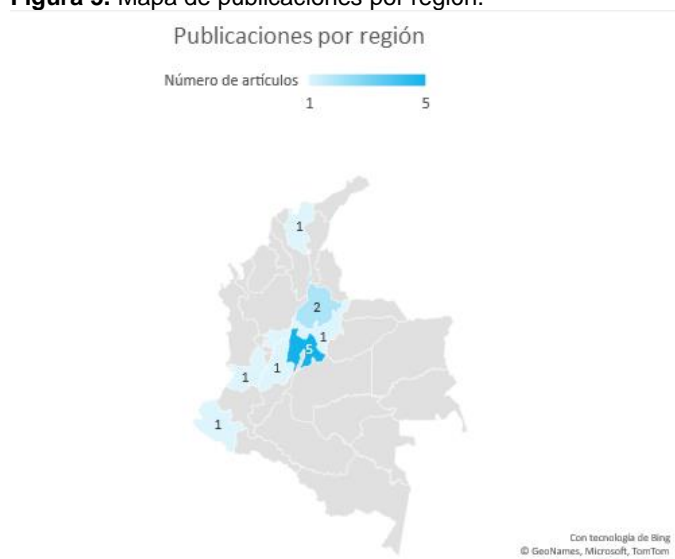 Figura 3. Mapa de publicaciones por región.
Publicaciones por región
Número de artículos
1 5
1
2
1
5
1
1
1
Con tecnología de Bing
© GeoNames, Microsoft, TomTom